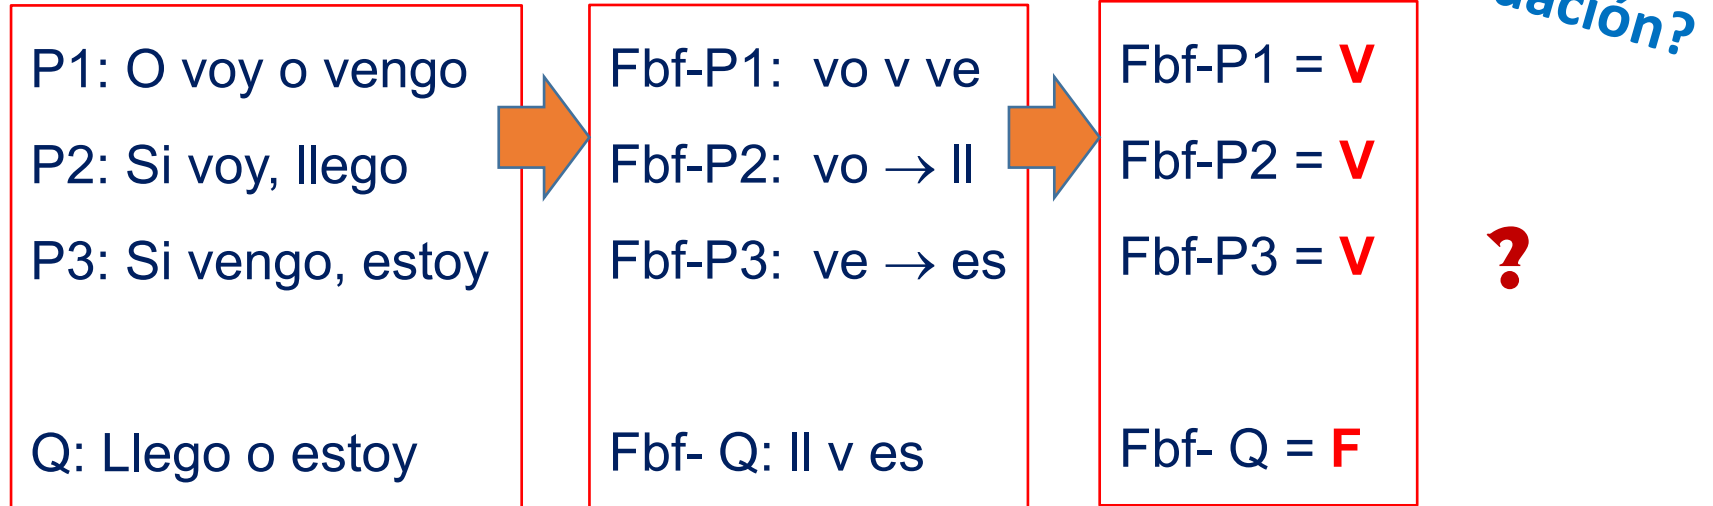 P1: O voy o vengo
P2: Si voy, llego
P3: Si vengo, estoy
Q: Llego o estoy
Fbf-P1: vo v ve
Fbf-P2: vo → ll
Fbf-P3: ve → es
Fbf- Q: ll v es
Fbf-P1 = V
Fbf-P2 = V
Fbf-P3 = V
Fbf- Q = F
?